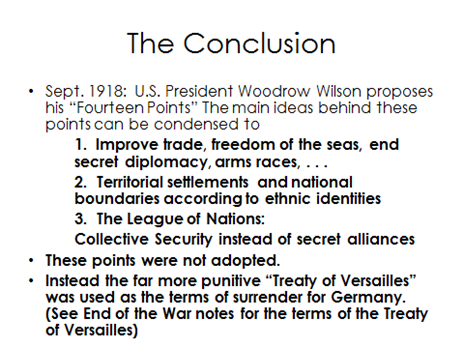 The Conclusion
• Sept. 1918:  U.S. President Woodrow Wilson proposes
his “Fourteen Points” The main ideas behind these
points can be condensed to
1.  Improve trade, freedom of the seas, end
secret diplomacy, arms races, . . .
2.  Territorial settlements  and national
boundaries according to ethnic identities
3.  The League of Nations:
Collective Security instead of secret alliances
• These points were not adopted.
• Instead the far more punitive “Treaty of Versailles”
was used as the terms of surrender for Germany.
(See End of the War notes for the terms of the Treaty
of Versailles)